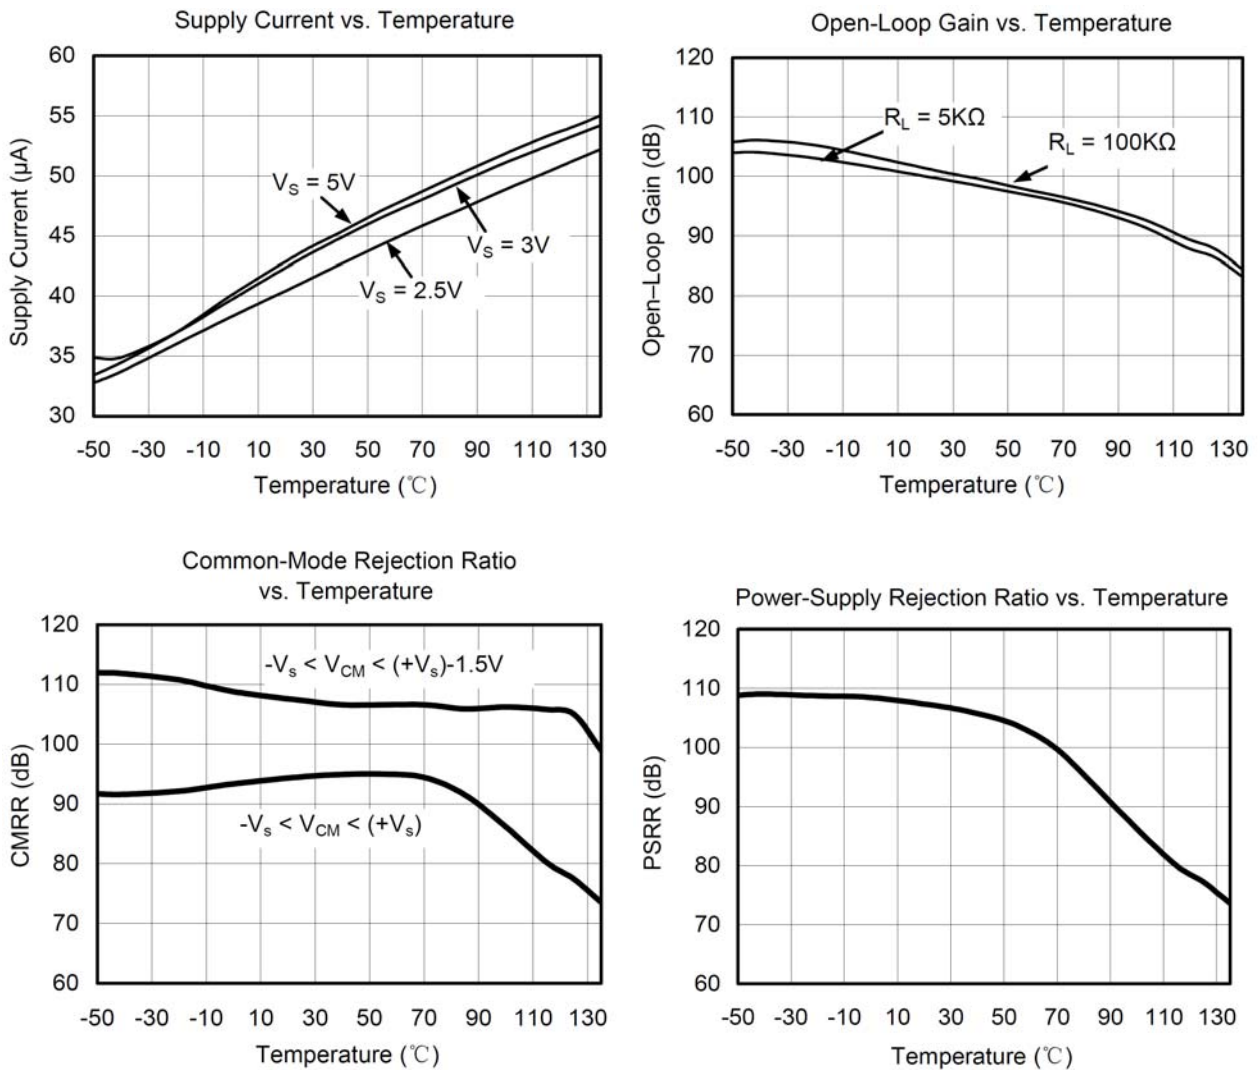 Supply Current vs. Temperature
60
55
50
45
40
35
30
Supply Current (μA)
V_S = 5V
V_S = 3V
V_S = 2.5V
-50 -30 -10 10 30 50 70 90 110 130
Temperature (℃)
Open-Loop Gain vs. Temperature
120
110
100
90
80
70
60
Open–Loop Gain (dB)
R_L = 5KΩ
R_L = 100KΩ
-50 -30 -10 10 30 50 70 90 110 130
Temperature (℃)
Common-Mode Rejection Ratio
vs. Temperature
120
110
100
90
80
70
60
CMRR (dB)
-V_s < V_CM < (+V_s)-1.5V
-V_s < V_CM < (+V_s)
-50 -30 -10 10 30 50 70 90 110 130
Temperature (℃)
Power-Supply Rejection Ratio vs. Temperature
120
110
100
90
80
70
60
PSRR (dB)
-50 -30 -10 10 30 50 70 90 110 130
Temperature (℃)